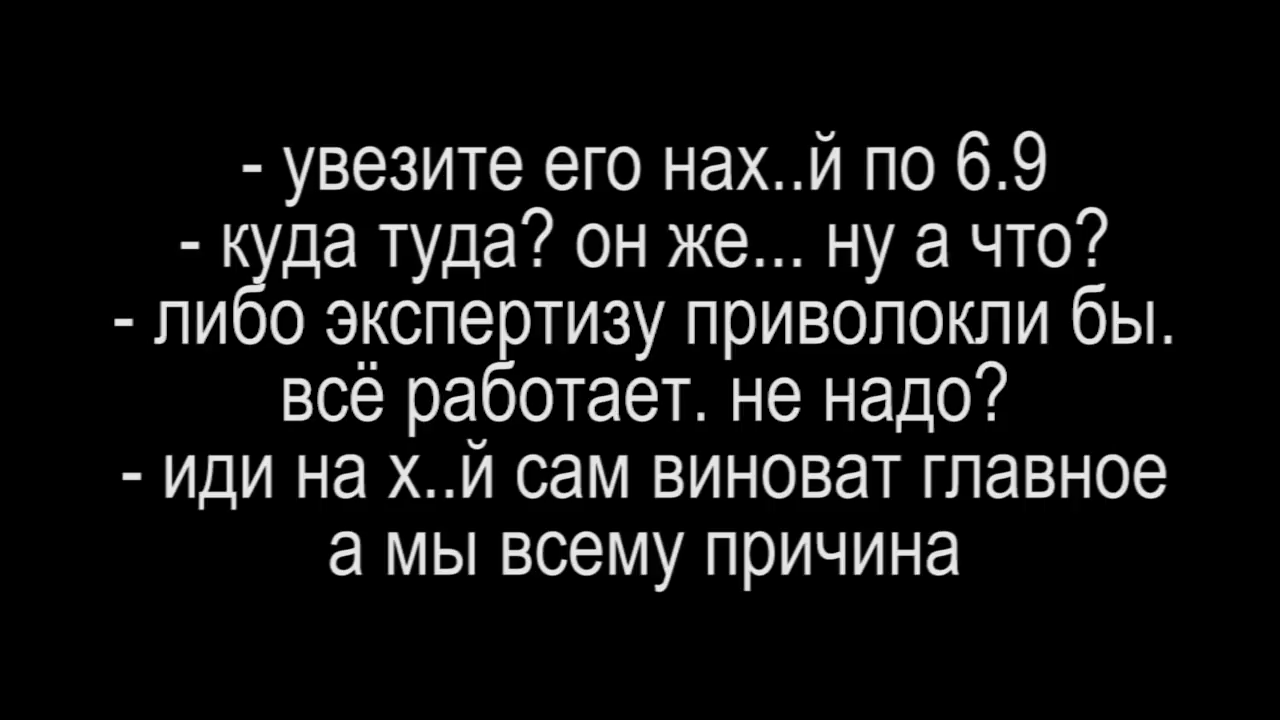 - увезите его нах..й по 6.9
- куда туда? он же... ну а что?
- либо экспертизу приволокли бы.
всё работает. не надо?
- иди на х..й сам виноват главное
а мы всему причина